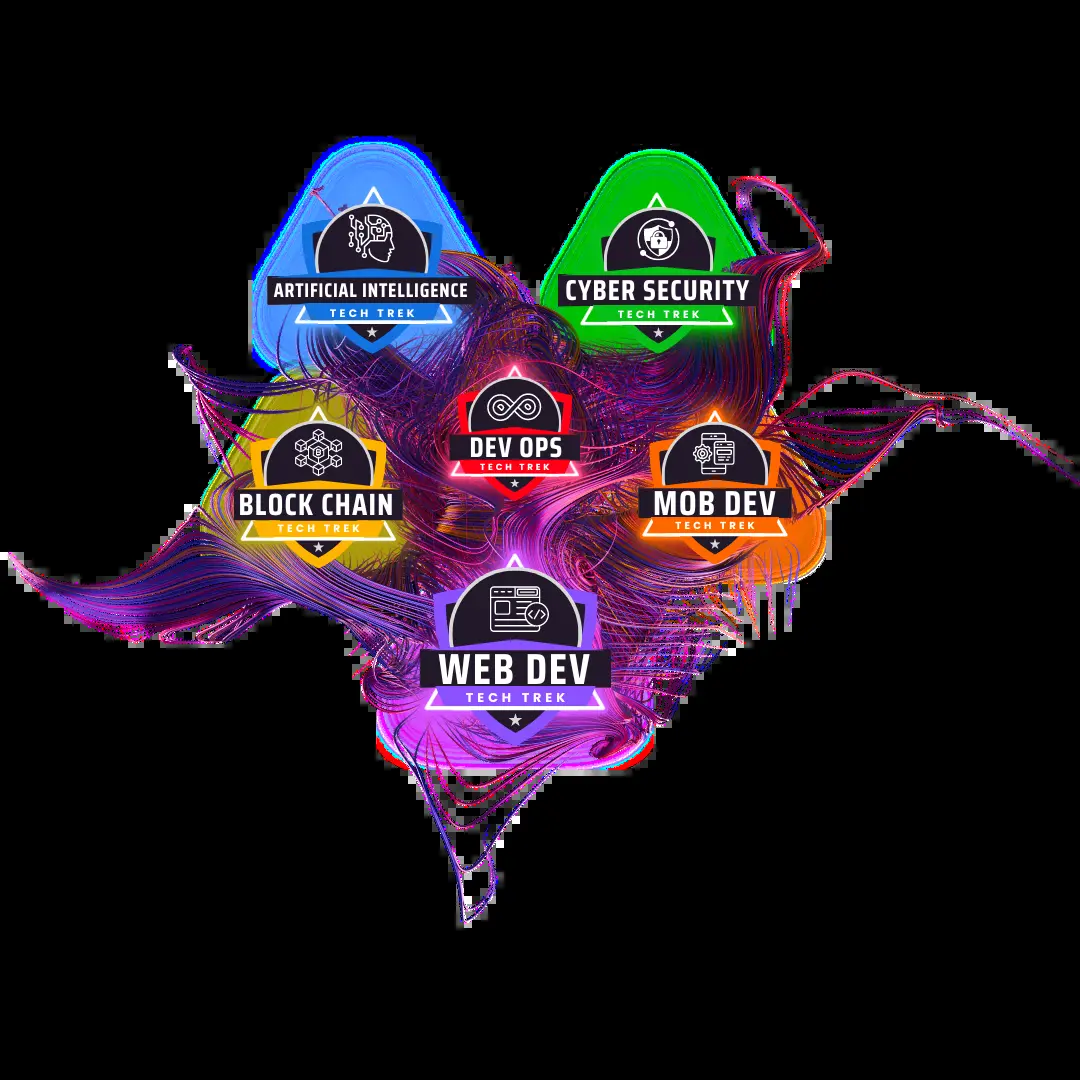 ARTIFICIAL INTELLIGENCE
TECH TREK
CYBER SECURITY
TECH TREK
DEV OPS
TECH TREK
BLOCK CHAIN
TECH TREK
MOB DEV
TECH TREK
WEB DEV
TECH TREK